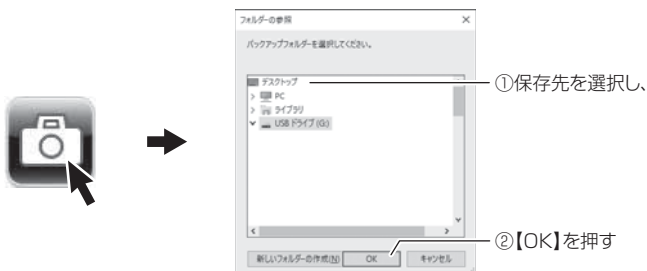 フォルダーの参照
バックアップフォルダーを選択してください。
デスクトップ
PC
ライブラリ
USB ドライブ (G:)
①保存先を選択し、
②【OK】を押す
新しいフォルダーの作成(N)
OK
キャンセル